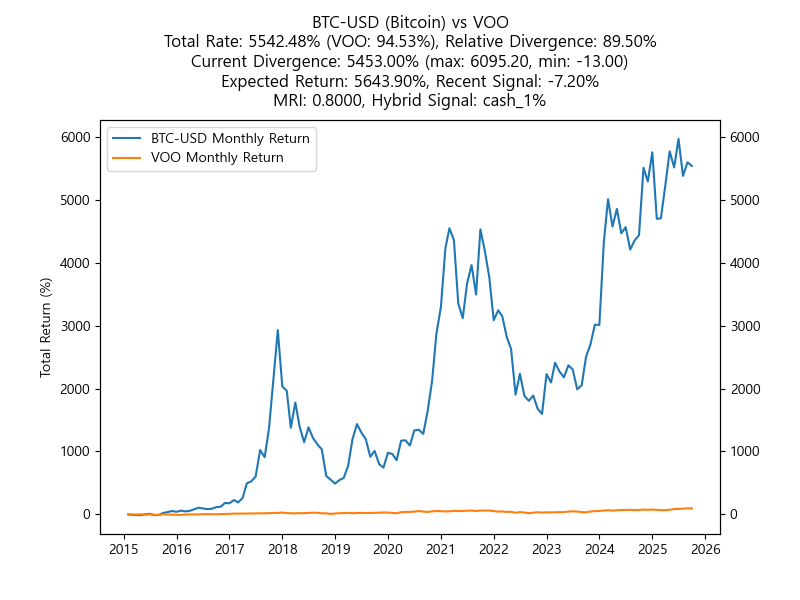 BTC-USD (Bitcoin) vs VOO
Total Rate: 5542.48% (VOO: 94.53%), Relative Divergence: 89.50%
Current Divergence: 5453.00% (max: 6095.20, min: -13.00)
Expected Return: 5643.90%, Recent Signal: -7.20%
MRI: 0.8000, Hybrid Signal: cash_1%
BTC-USD Monthly Return
VOO Monthly Return
Total Return (%)
6000
5000
4000
3000
2000
1000
0
6000
5000
4000
3000
2000
1000
0
2015 2016 2017 2018 2019 2020 2021 2022 2023 2024 2025 2026